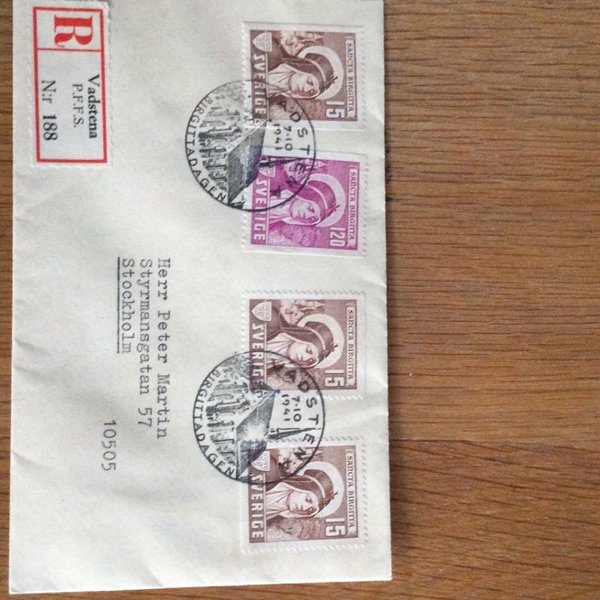 R
Vadstena
P.F.F.S.
N:r 188
SANCTA BIRGITTA
SVERIGE
15
SANCTA BIRGITTA
SVERIGE
120
SANCTA BIRGITTA
SVERIGE
15
SANCTA BIRGITTA
SVERIGE
15
VADSTENA
7·10
1941
BIRGITTADAGEN
VADSTENA
7·10
1941
BIRGITTADAGEN
Herr Peter Martin
Styrmansgatan 57
Stockholm
10505